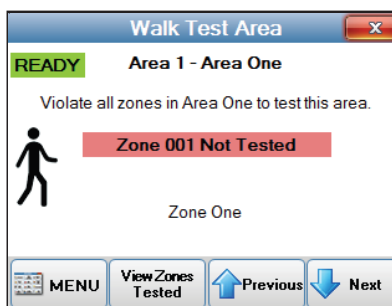 Walk Test Area
x
READY
Area 1 - Area One
Violate all zones in Area One to test this area.
Zone 001 Not Tested
Zone One
MENU
View Zones
Tested
Previous
Next